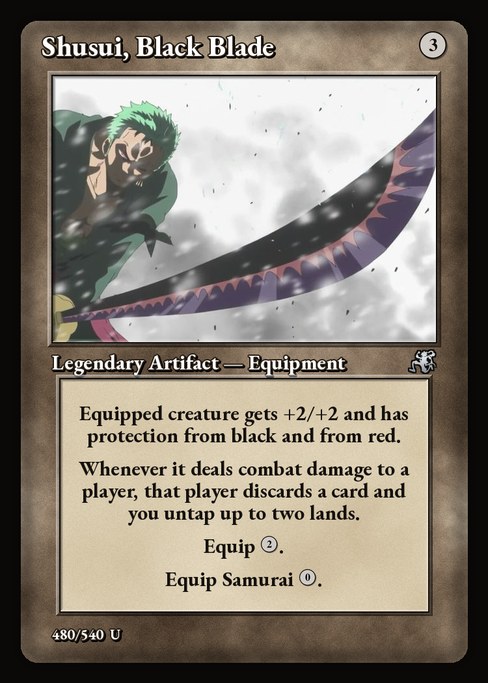 Shusui, Black Blade 3
Legendary Artifact — Equipment
Equipped creature gets +2/+2 and has
protection from black and from red.
Whenever it deals combat damage to a
player, that player discards a card and
you untap up to two lands.
Equip 2.
Equip Samurai 0.
480/540 U